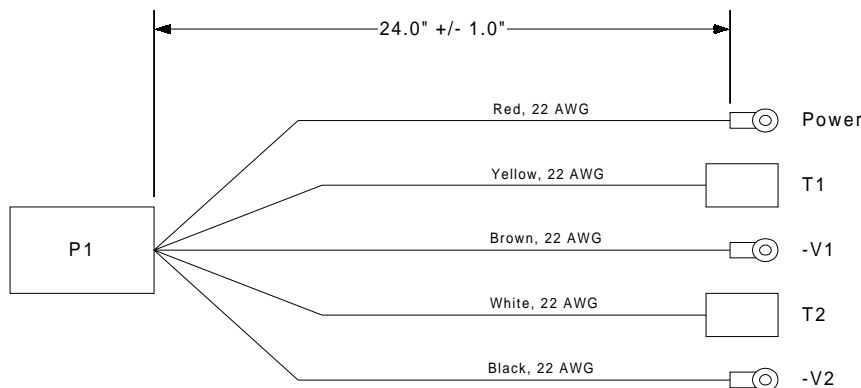 24.0" +/- 1.0"
Red, 22 AWG
Power
Yellow, 22 AWG
T1
P1
Brown, 22 AWG
-V1
White, 22 AWG
T2
Black, 22 AWG
-V2